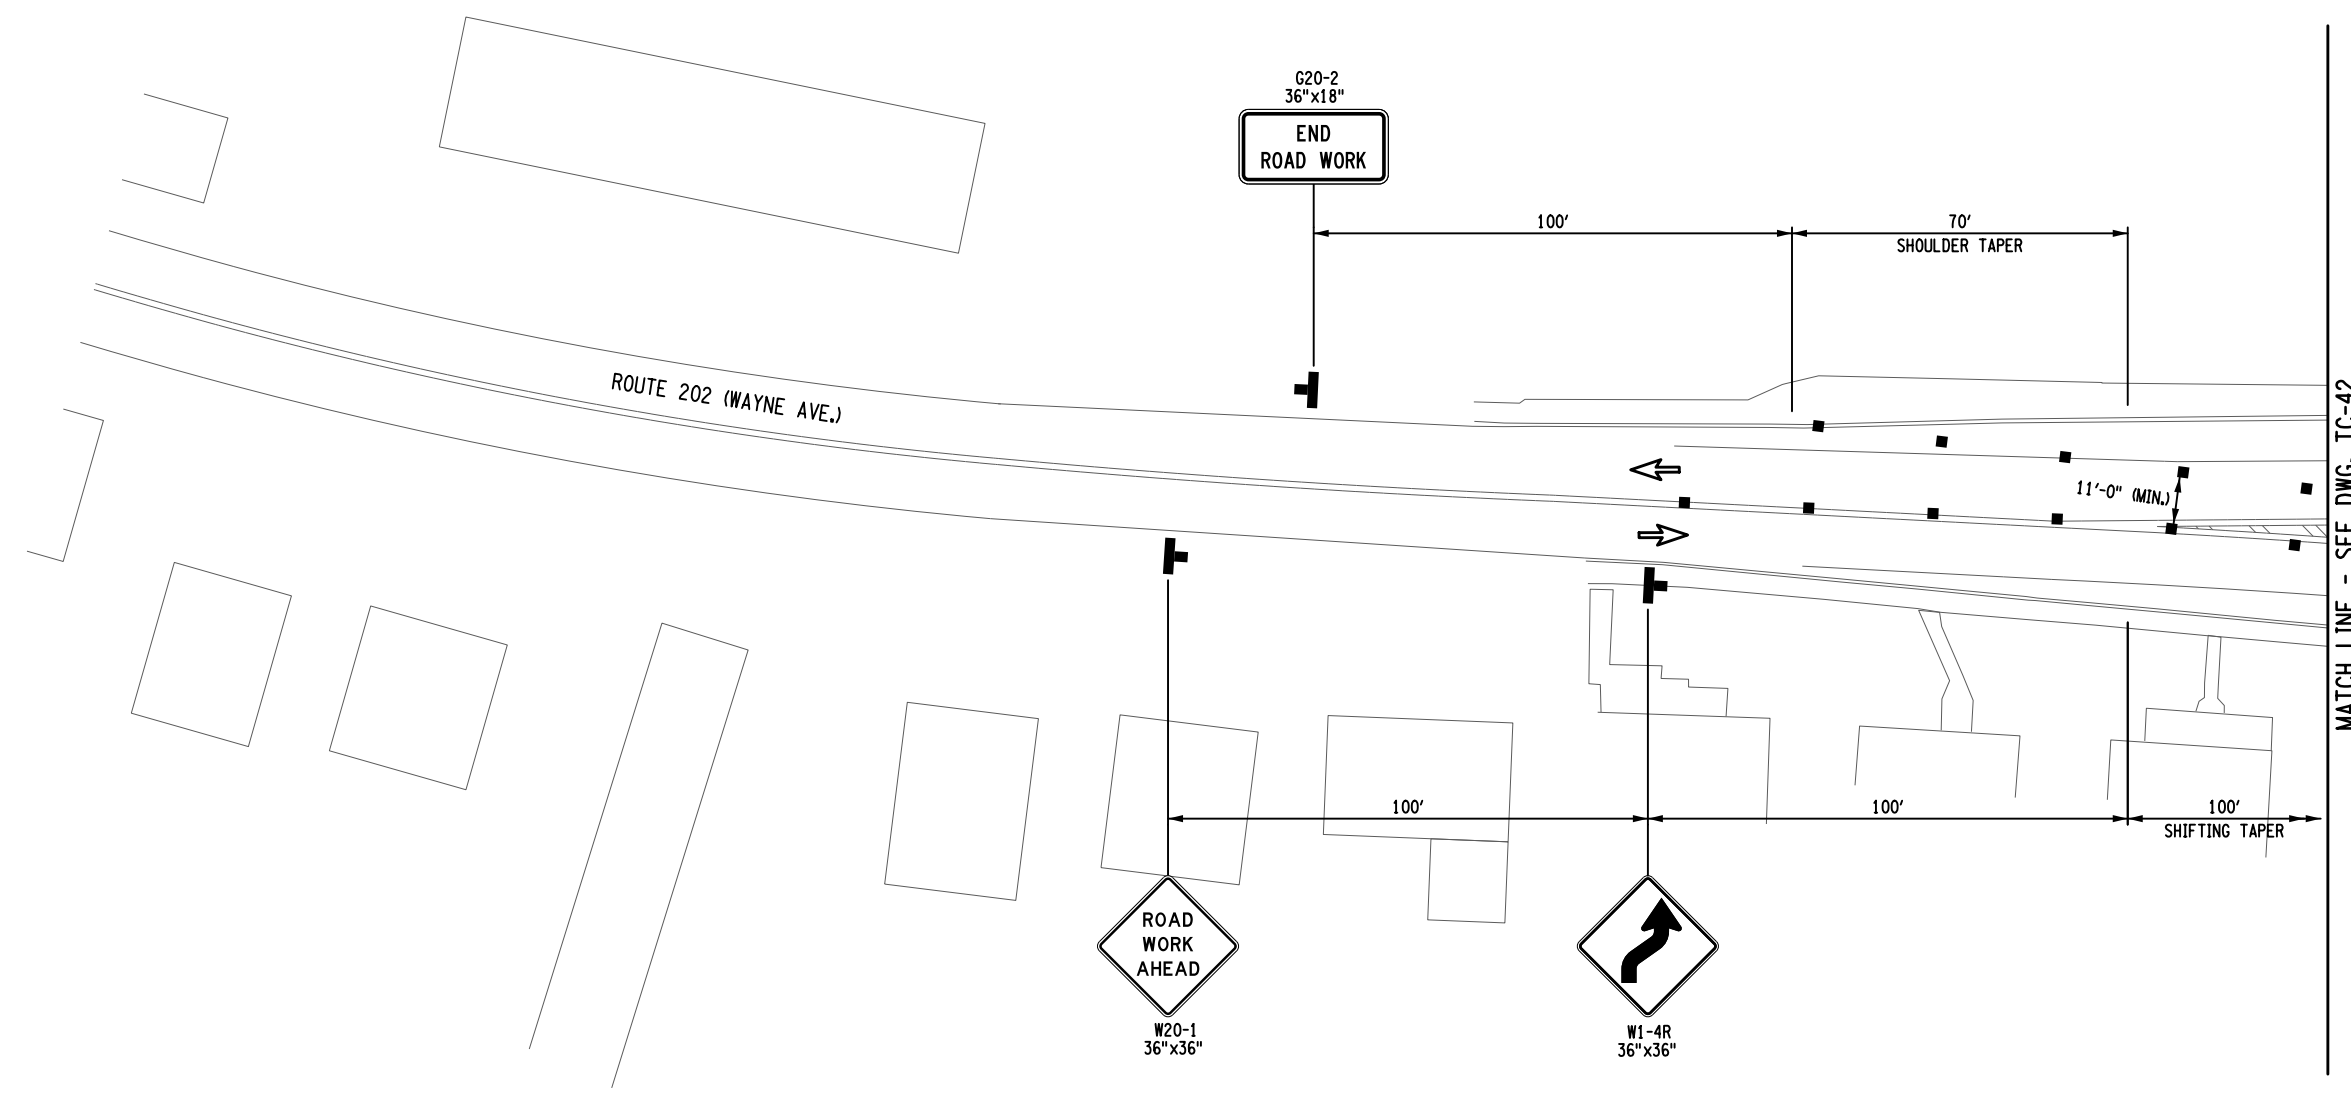 G20-2
36"x18"
END
ROAD WORK
100'
70'
SHOULDER TAPER
ROUTE 202 (WAYNE AVE.)
11'-0" (MIN.)
MATCH LINE - SEE DWG. TC-42
100'
100'
100'
SHIFTING TAPER
ROAD
WORK
AHEAD
W20-1
36"x36"
W1-4R
36"x36"